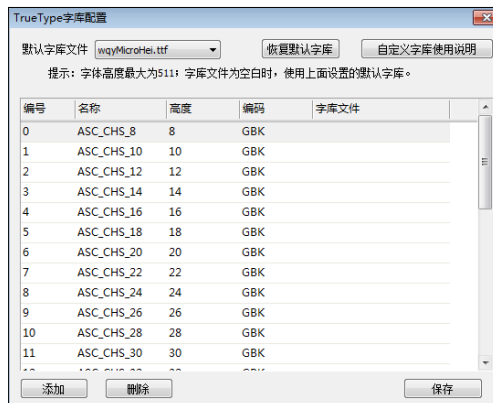 TrueType字库配置
默认字库文件 wqyMicroHei.ttf 恢复默认字库 自定义字库使用说明
提示：字体高度最大为511；字库文件为空白时，使用上面设置的默认字库。
编号 名称 高度 编码 字库文件
0 ASC_CHS_8 8 GBK
1 ASC_CHS_10 10 GBK
2 ASC_CHS_12 12 GBK
3 ASC_CHS_14 14 GBK
4 ASC_CHS_16 16 GBK
5 ASC_CHS_18 18 GBK
6 ASC_CHS_20 20 GBK
7 ASC_CHS_22 22 GBK
8 ASC_CHS_24 24 GBK
9 ASC_CHS_26 26 GBK
10 ASC_CHS_28 28 GBK
11 ASC_CHS_30 30 GBK
添加 删除 保存